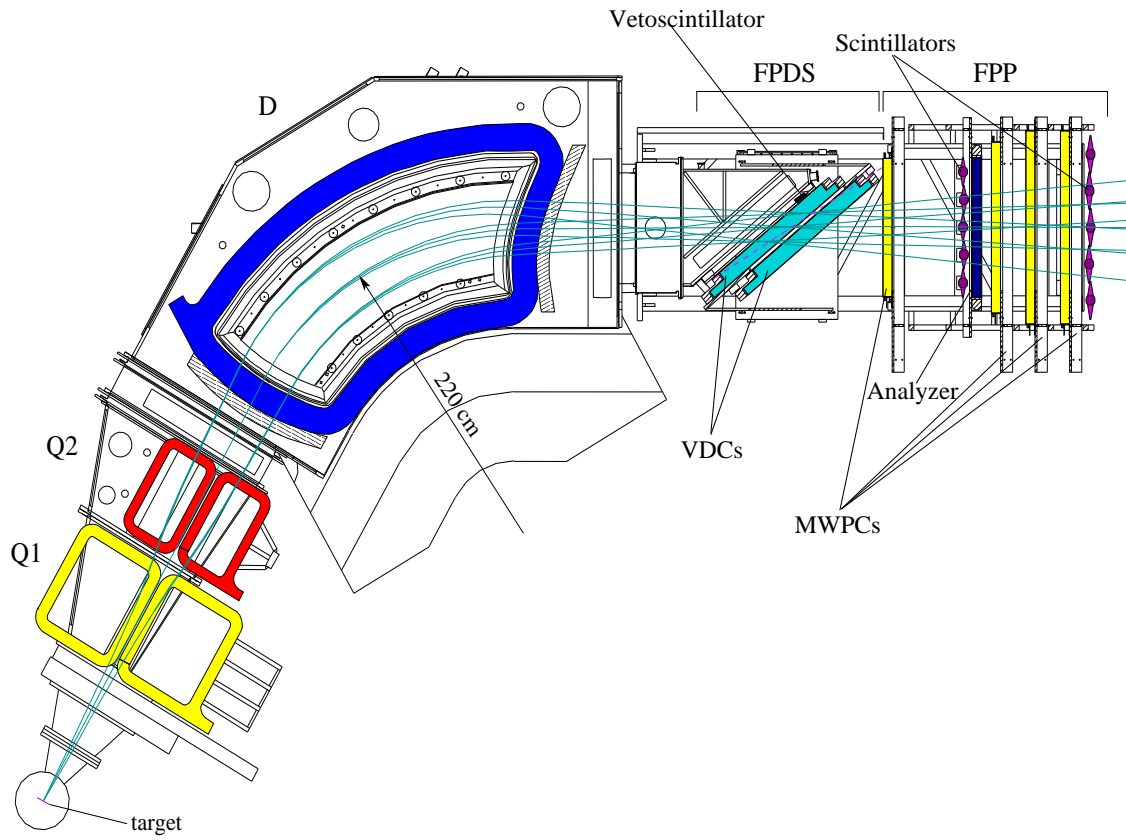 Vetoscintillator
Scintillators
FPDS
FPP
D
220 cm
Analyzer
Q2
VDCs
MWPCs
Q1
target